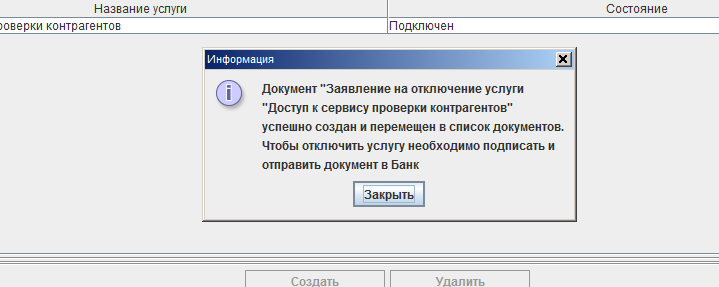 Название услуги Состояние
роверки контрагентов Подключен
Информация
Документ "Заявление на отключение услуги
"Доступ к сервису проверки контрагентов"
успешно создан и перемещен в список документов.
Чтобы отключить услугу необходимо подписать и
отправить документ в Банк
Закрыть
Создать Удалить